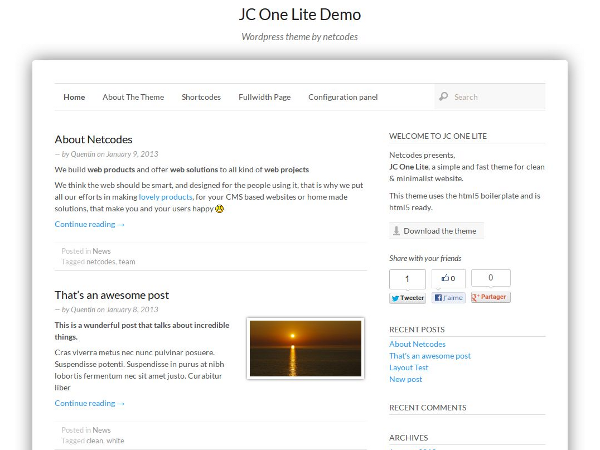 JC One Lite Demo
Wordpress theme by netcodes
Home About The Theme Shortcodes Fullwidth Page Configuration panel Search
About Netcodes
– by Quentin on January 9, 2013
We build web products and offer web solutions to all kind of web projects
We think the web should be smart, and designed for the people using it, that is why we put
all our efforts in making lovely products, for your CMS based websites or home made
solutions, that make you and your users happy
Continue reading →
Posted in News
Tagged netcodes, team
That's an awesome post
– by Quentin on January 8, 2013
This is a wunderful post that talks about incredible
things.
Cras viverra metus nec nunc pulvinar posuere.
Suspendisse potenti. Suspendisse in purus at nibh
lobortis fermentum nec sit amet justo. Curabitur
liber
Continue reading →
Posted in News
Tagged clean, white
WELCOME TO JC ONE LITE
Netcodes presents,
JC One Lite, a simple and fast theme for clean
& minimalist website.
This theme uses the html5 boilerplate and is
html5 ready.
Download the theme
Share with your friends
1 0 0
Tweeter J'aime Partager
RECENT POSTS
About Netcodes
That's an awesome post
Layout Test
New post
RECENT COMMENTS
ARCHIVES